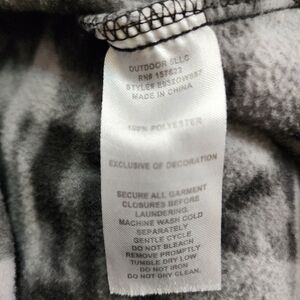 OUTDOOR 5LLC
RN# 157622
MADE IN CHINA
100% POLYESTER
EXCLUSIVE OF DECORATION
SECURE ALL GARMENT
CLOSURES BEFORE
LAUNDERING.
MACHINE WASH COLD
SEPARATELY
GENTLE CYCLE
DO NOT BLEACH
REMOVE PROMPTLY
TUMBLE DRY LOW
DO NOT IRON
DO NOT DRY CLEAN.